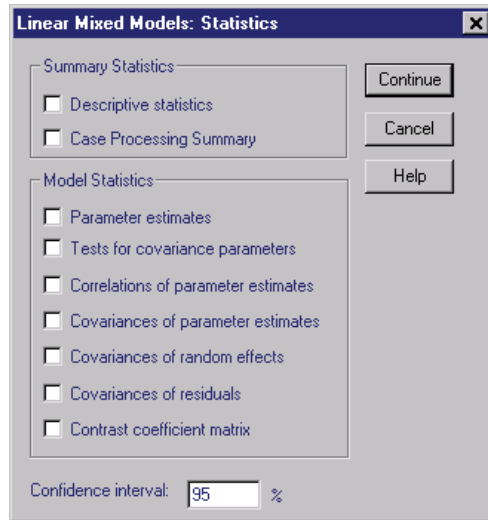 Linear Mixed Models: Statistics
Summary Statistics
Descriptive statistics
Case Processing Summary
Continue
Cancel
Help
Model Statistics
Parameter estimates
Tests for covariance parameters
Correlations of parameter estimates
Covariances of parameter estimates
Covariances of random effects
Covariances of residuals
Contrast coefficient matrix
Confidence interval: 95 %